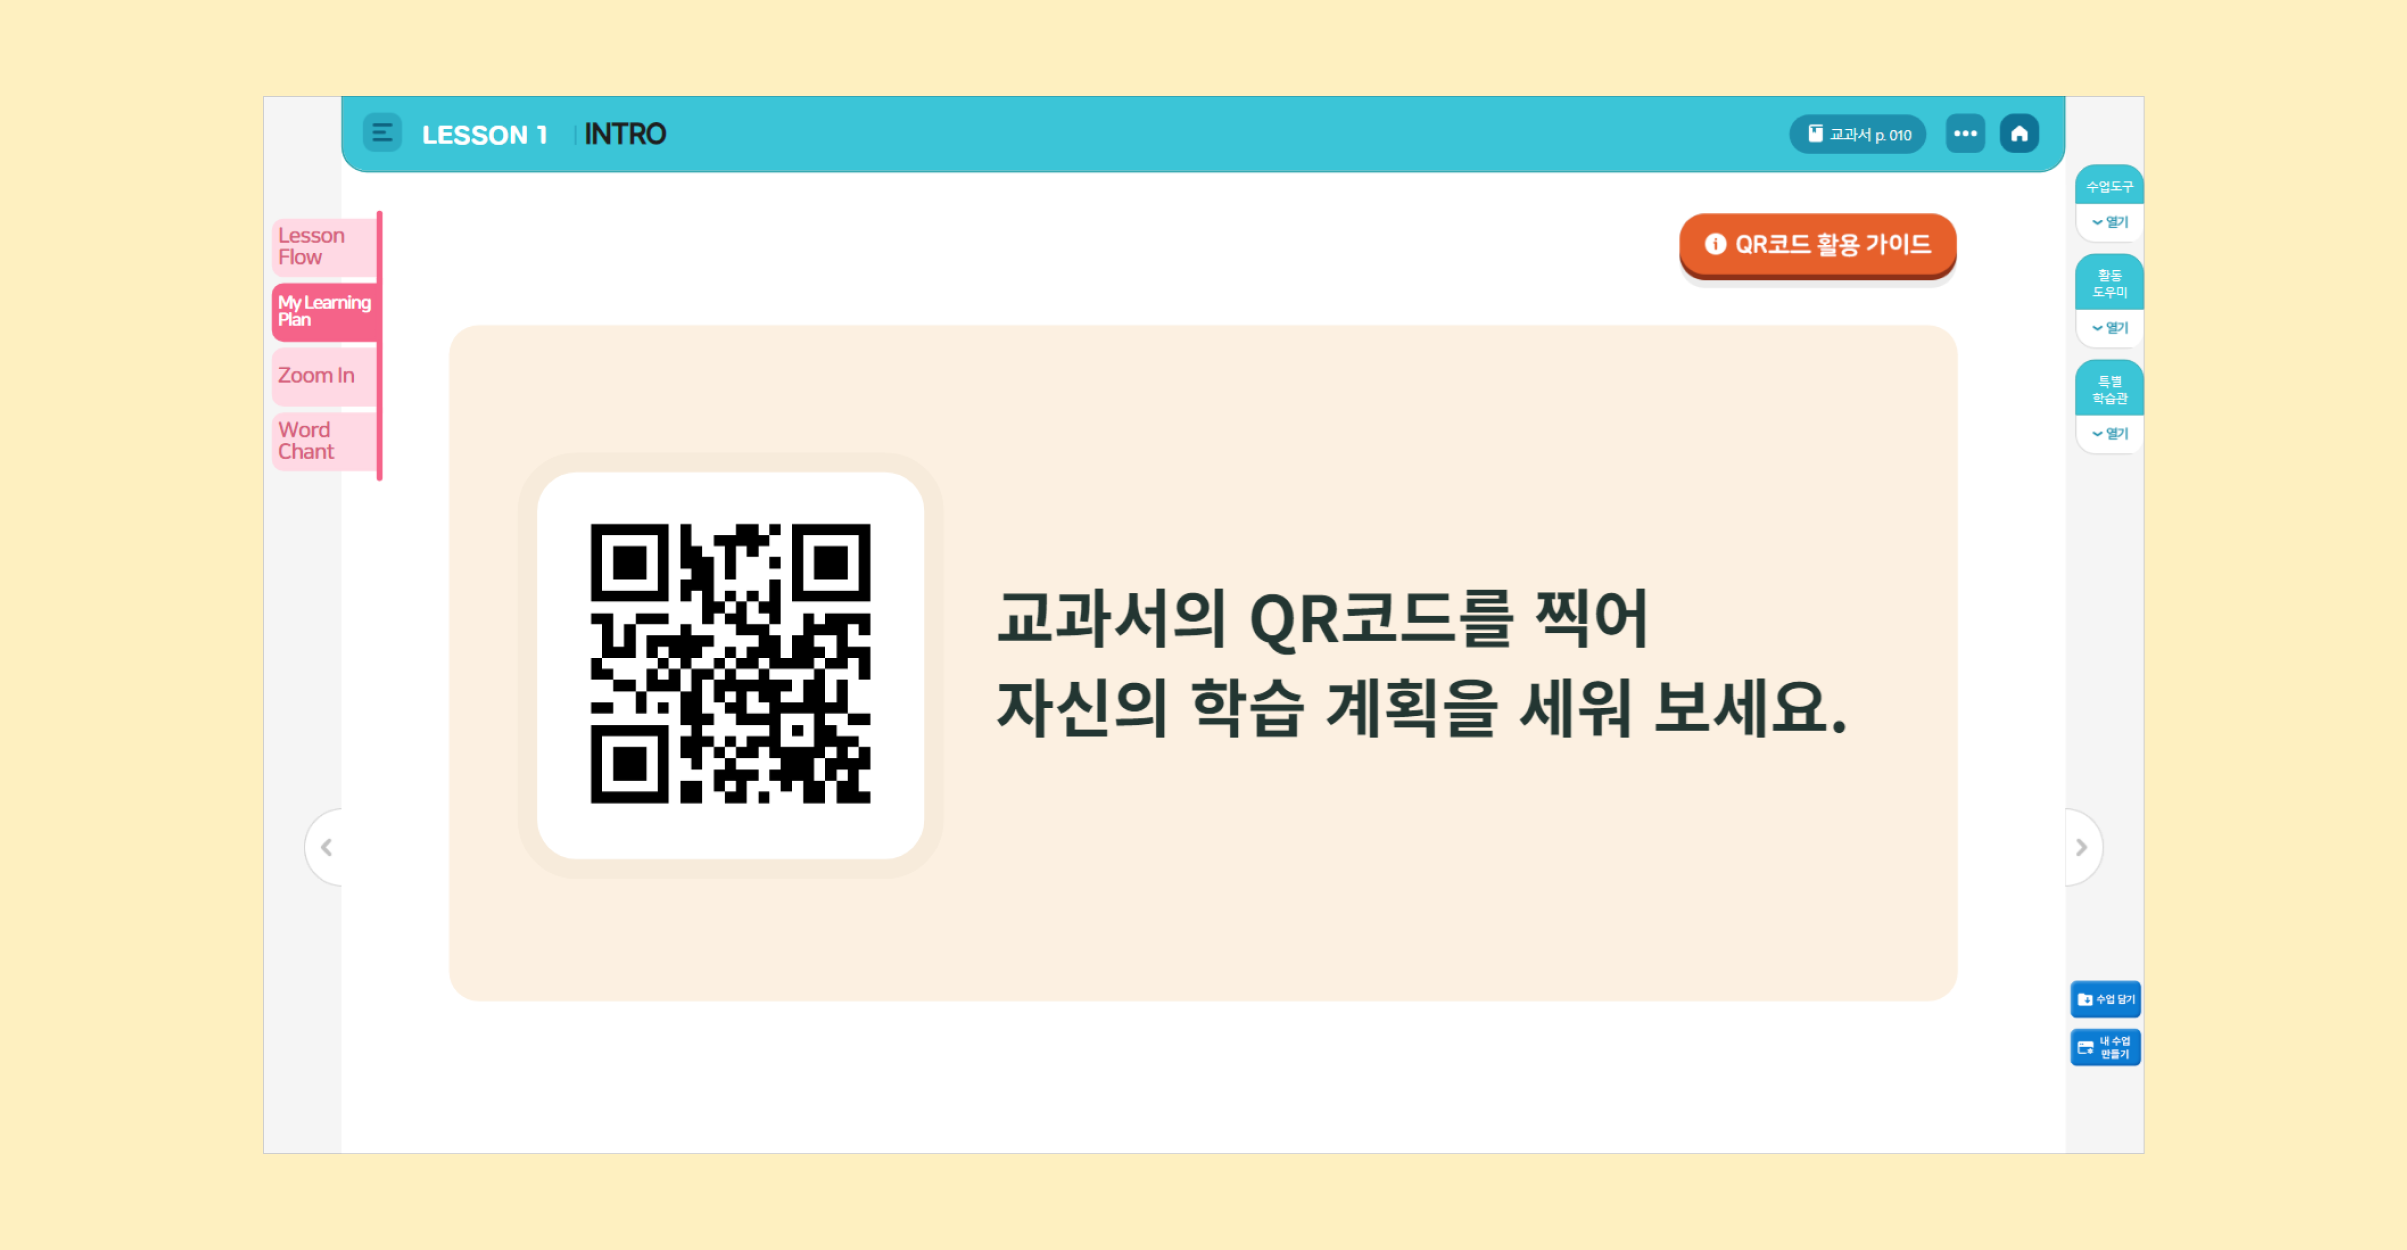 LESSON 1 | INTRO
교과서 p. 010
Lesson
Flow
My Learning
Plan
Zoom In
Word
Chant
QR코드 활용 가이드
교과서의 QR코드를 찍어
자신의 학습 계획을 세워 보세요.
수업도구
열기
활동
도우미
열기
특별
학습관
열기
수업 담기
내 수업
만들기